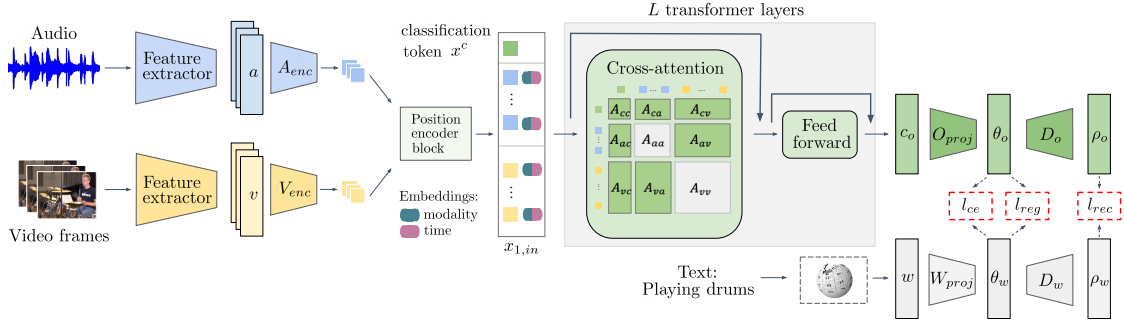 L transformer layers
Audio
Feature
extractor
a
A_enc
classification
token x^c
Position
encoder
block
Cross-attention
A_cc A_ca A_cv
A_ac A_aa A_av
A_vc A_va A_vv
Feed
forward
c_o
O_proj
θ_o
D_o
ρ_o
Video frames
Feature
extractor
v
V_enc
Embeddings:
modality
time
x_1,in
l_ce
l_reg
l_rec
Text:
Playing drums
w
W_proj
θ_w
D_w
ρ_w